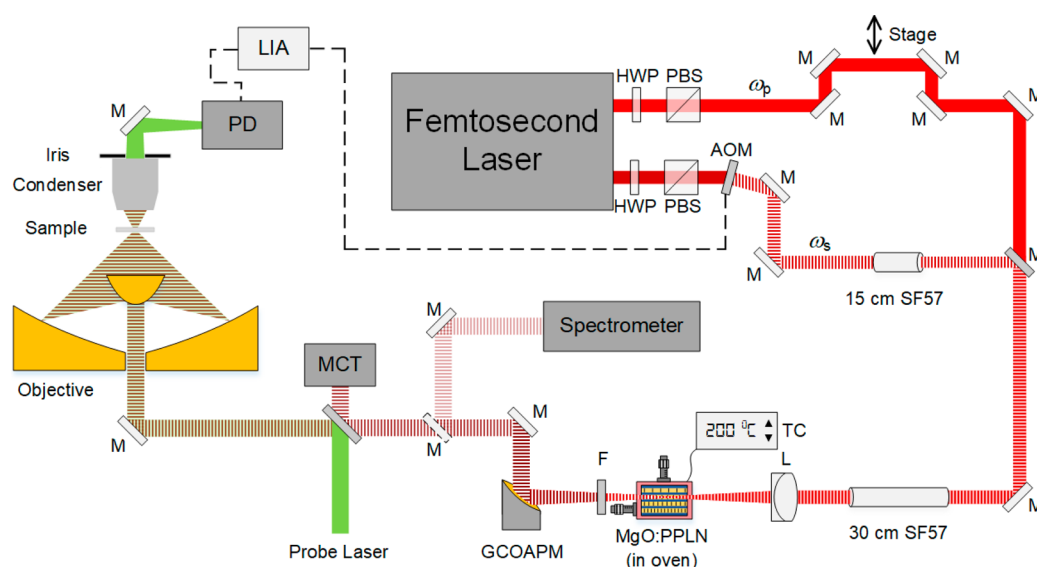 LIA
M
PD
Iris
Condenser
Sample
Objective
M
Femtosecond
Laser
HWP PBS
ωp
M
M
Stage
M
M
M
AOM
HWP PBS
M
M
ωs
15 cm SF57
M
M
Spectrometer
MCT
M
M
Probe Laser
GCOAPM
F
200 °C
TC
MgO:PPLN
(in oven)
L
30 cm SF57
M